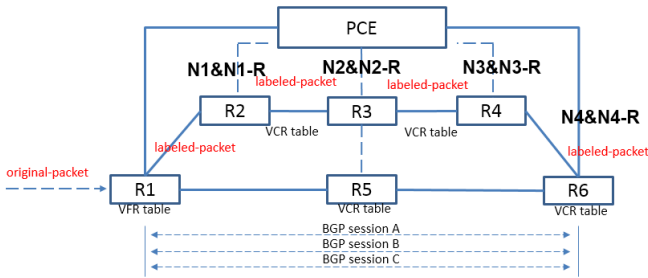 PCE
N1&N1-R
N2&N2-R
N3&N3-R
labeled-packet
labeled-packet
R2
R3
R4
N4&N4-R
VCR table
VCR table
labeled-packet
labeled-packet
original-packet
R1
R5
R6
VFR table
VCR table
VCR table
BGP session A
BGP session B
BGP session C